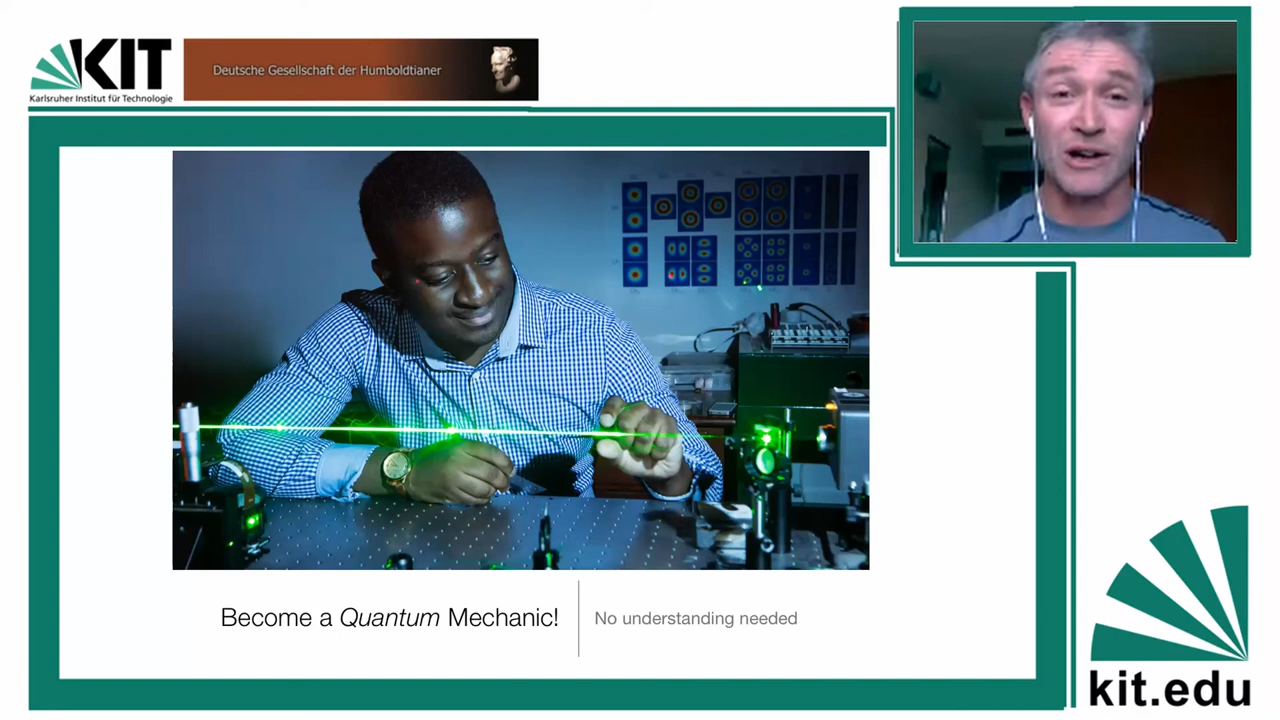 KIT
Karlsruher Institut für Technologie
Deutsche Gesellschaft der Humboldtianer
Become a Quantum Mechanic!
No understanding needed
kit.edu